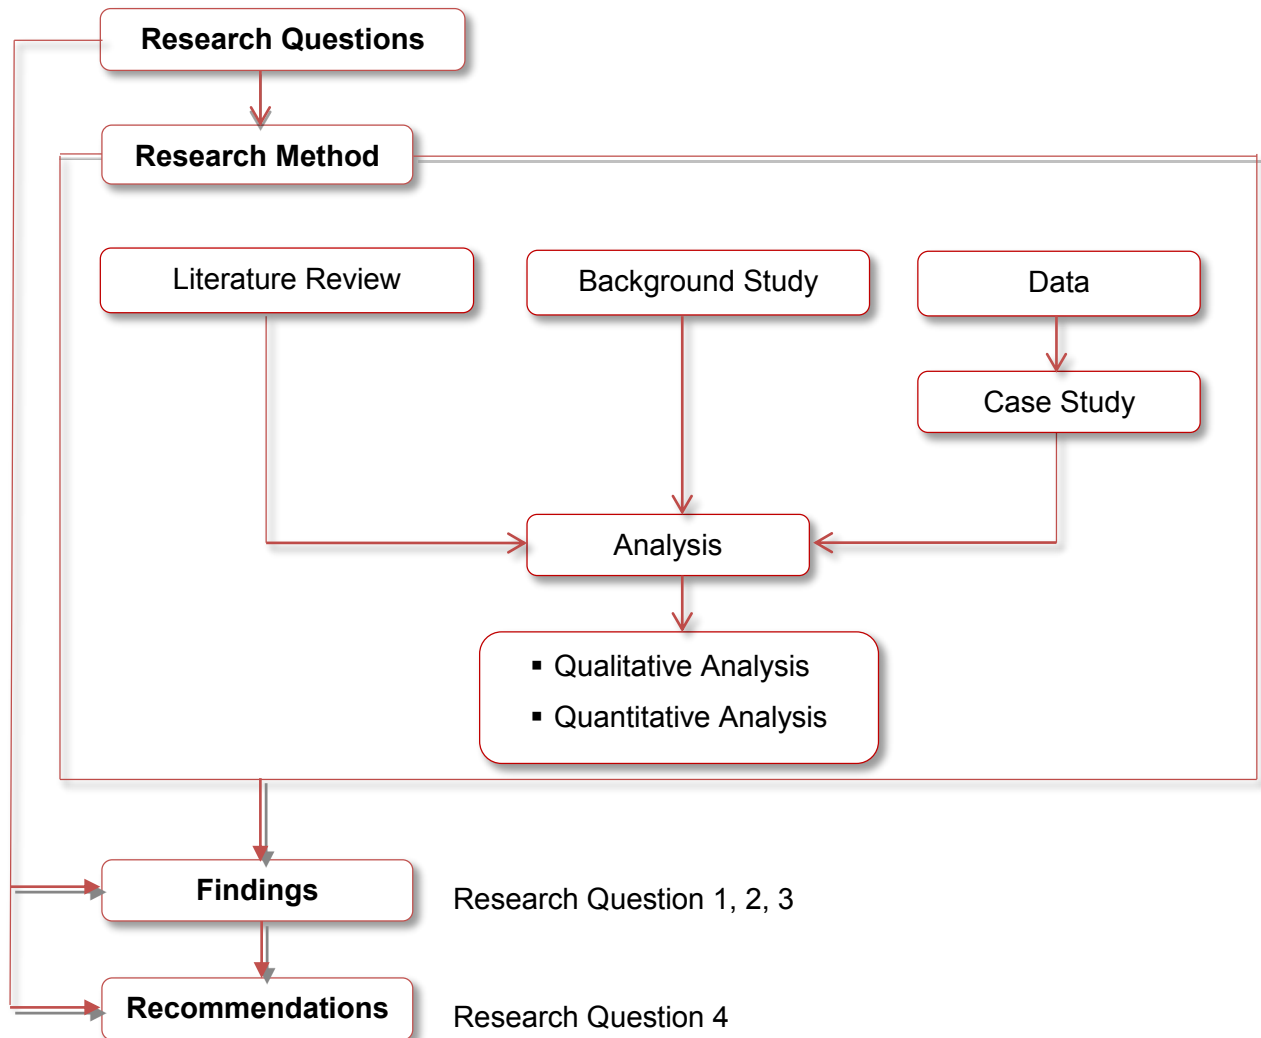 Research Questions
Research Method
Literature Review
Background Study
Data
Case Study
Analysis
▪ Qualitative Analysis
▪ Quantitative Analysis
Findings
Research Question 1, 2, 3
Recommendations
Research Question 4